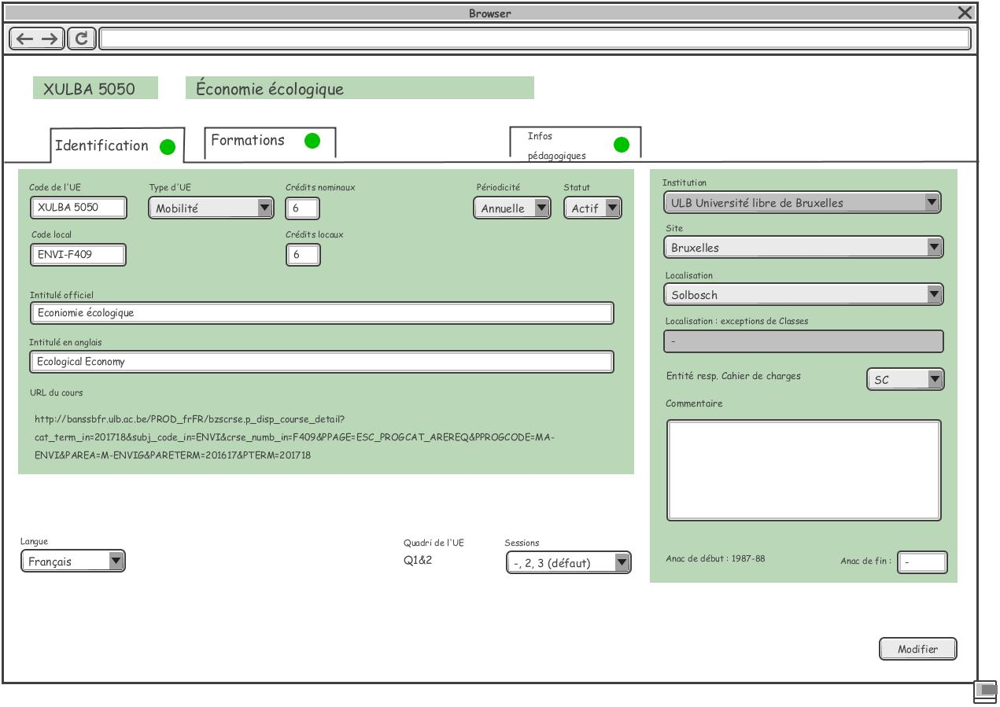 Browser
XULBA 5050
Économie écologique
Identification
Formations
Infos
pédagogiques
Code de l'UE
Type d'UE
Crédits nominaux
Périodicité
Statut
XULBA 5050
Mobilité
6
Annuelle
Actif
Code local
Crédits locaux
ENVI-F409
6
Intitulé officiel
Econiomie écologique
Intitulé en anglais
Ecological Economy
URL du cours
http://banssbfr.ulb.ac.be/PROD_frFR/bzscrse.p_disp_course_detail?
cat_term_in=201718&subj_code_in=ENVI&crse_numb_in=F409&PPAGE=ESC_PROGCAT_AREREQ&PPROGCODE=MA-
ENVI&PAREA=M-ENVIG&PARETERM=201617&PTERM=201718
Langue
Français
Quadri de l'UE
Q1&2
Sessions
-, 2, 3 (défaut)
Institution
ULB Université libre de Bruxelles
Site
Bruxelles
Localisation
Solbosch
Localisation : exceptions de Classes
-
Entité resp. Cahier de charges
SC
Commentaire
Anac de début : 1987-88
Anac de fin :
-
Modifier